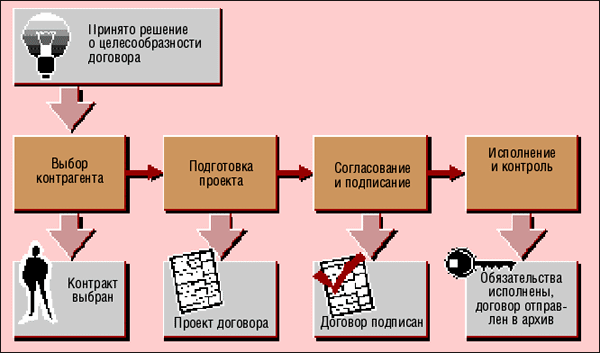 Принято решение
о целесообразности
договора
Выбор
контрагента
Подготовка
проекта
Согласование
и подписание
Исполнение
и контроль
Контракт
выбран
Проект договора
Договор подписан
Обязательства
исполнены,
договор отправ-
лен в архив